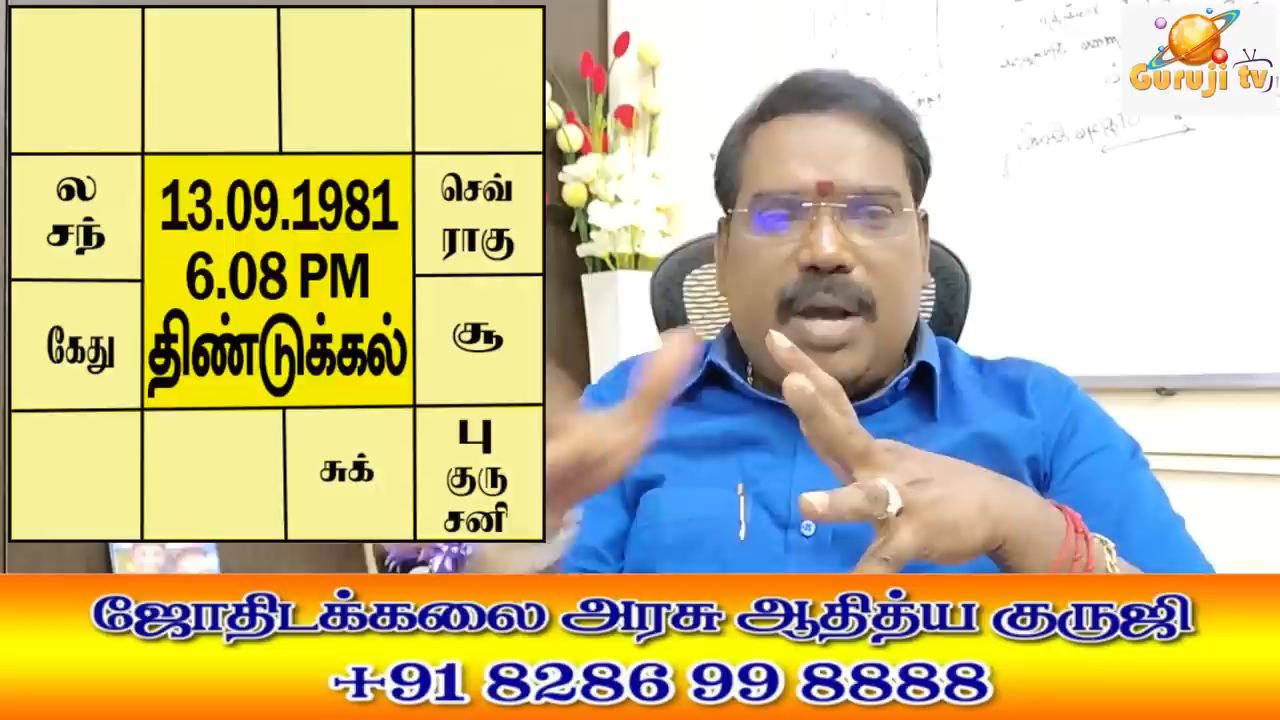 ல
சந்
கேது
13.09.1981
6.08 PM
திண்டுக்கல்
செவ்
ராகு
சூ
சுக்
பு
குரு
சனி
Guruji tv
ஜோதிடக்கலை அரசு ஆதித்ய குருஜி
+91 8286 99 8888